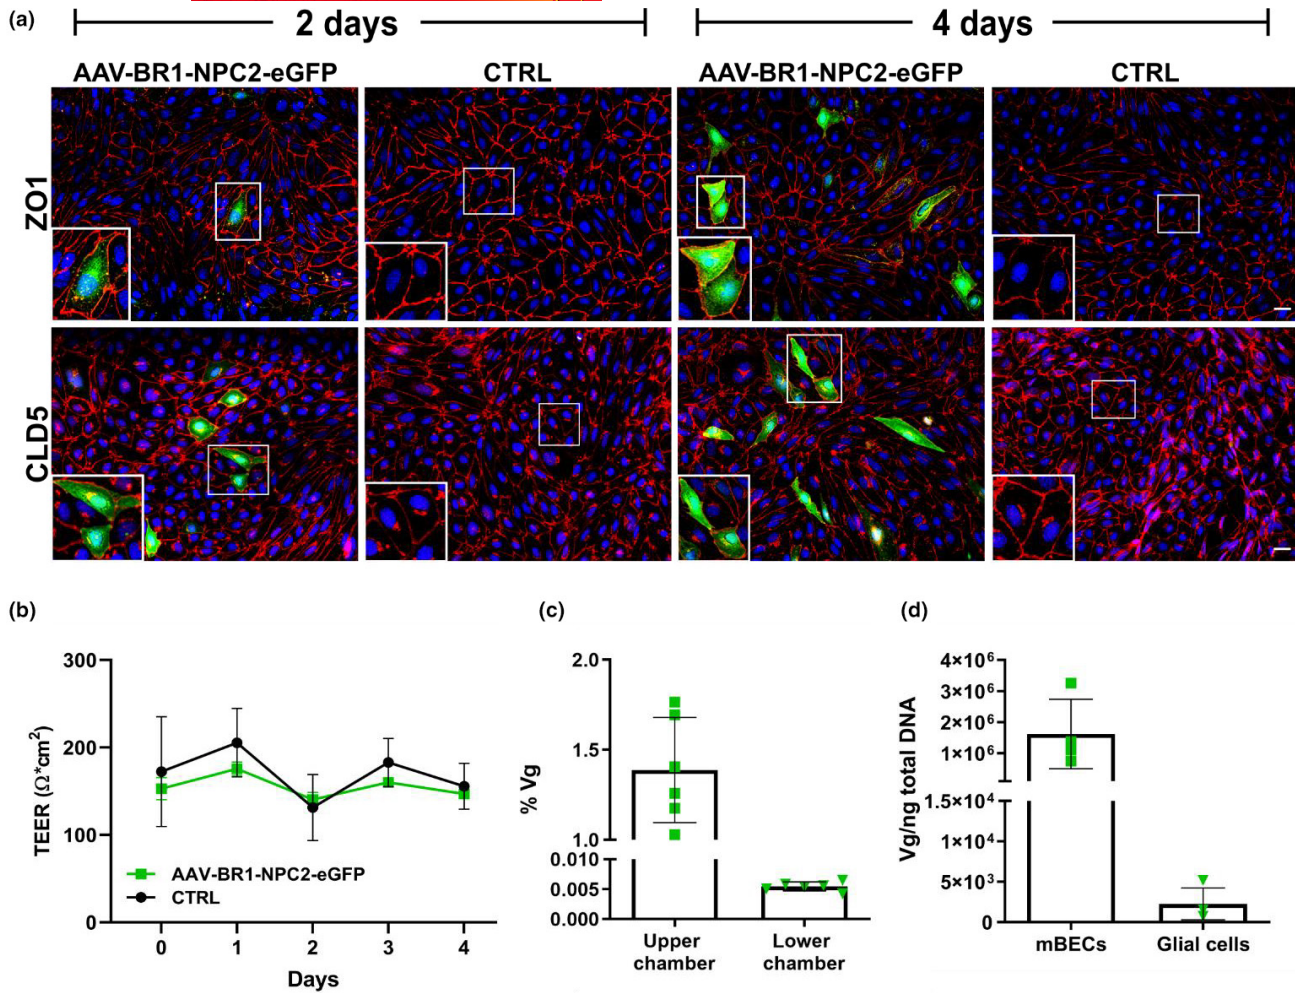 (a)
2 days
4 days
AAV-BR1-NPC2-eGFP
CTRL
AAV-BR1-NPC2-eGFP
CTRL
ZO1
CLD5
(b)
(c)
(d)
TEER (Ω*cm²)
300
200
100
0
AAV-BR1-NPC2-eGFP
CTRL
0 1 2 3 4
Days
% Vg
2.0
1.5
1.0
0.010
0.005
0.000
Upper chamber
Lower chamber
Vg/ng total DNA
4×10⁶
3×10⁶
2×10⁶
1×10⁶
1.5×10⁴
1×10⁴
5×10³
0
mBECs
Glial cells